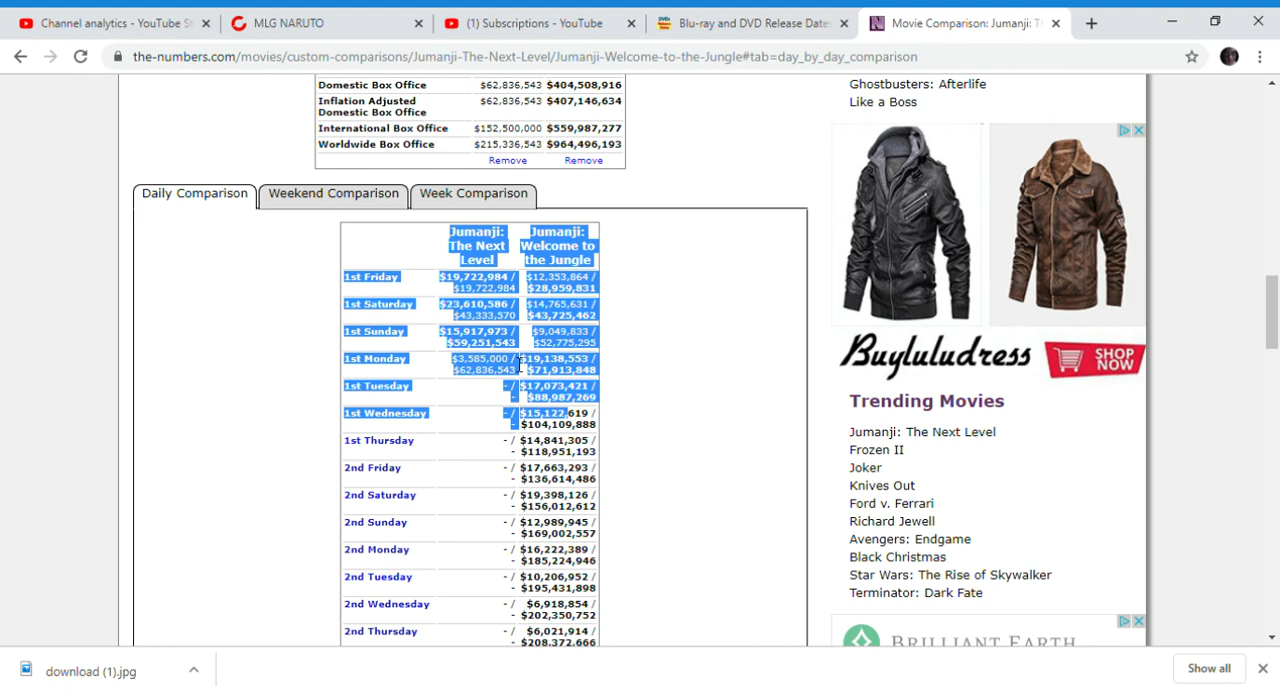 Channel analytics - YouTube St
MLG NARUTO
(1) Subscriptions - YouTube
Blu-ray and DVD Release Dates
Movie Comparison: Jumanji: T
the-numbers.com/movies/custom-comparisons/Jumanji-The-Next-Level/Jumanji-Welcome-to-the-Jungle#tab=day_by_day_comparison
Domestic Box Office $62,836,543 $404,508,916
Inflation Adjusted $62,836,543 $407,146,634
Domestic Box Office
International Box Office $152,500,000 $559,987,277
Worldwide Box Office $215,336,543 $964,496,193
Remove Remove
Daily Comparison Weekend Comparison Week Comparison
Jumanji: Jumanji:
The Next Welcome to
Level the Jungle
1st Friday $19,722,984 / $12,353,864 /
$19,722,984 $28,959,831
1st Saturday $23,610,586 / $14,765,631 /
$43,333,570 $43,725,462
1st Sunday $15,917,973 / $9,049,833 /
$59,251,543 $52,775,295
1st Monday $3,585,000 / $19,138,553 /
$62,836,543 $71,913,848
1st Tuesday - / $17,073,421 /
- $88,987,269
1st Wednesday - / $15,122,619 /
- $104,109,888
1st Thursday - / $14,841,305 /
- $118,951,193
2nd Friday - / $17,663,293 /
- $136,614,486
2nd Saturday - / $19,398,126 /
- $156,012,612
2nd Sunday - / $12,989,945 /
- $169,002,557
2nd Monday - / $16,222,389 /
- $185,224,946
2nd Tuesday - / $10,206,952 /
- $195,431,898
2nd Wednesday - / $6,918,854 /
- $202,350,752
2nd Thursday - / $6,021,914 /
- $208,372,666
Ghostbusters: Afterlife
Like a Boss
Buyluludress
SHOP
NOW
Trending Movies
Jumanji: The Next Level
Frozen II
Joker
Knives Out
Ford v. Ferrari
Richard Jewell
Avengers: Endgame
Black Christmas
Star Wars: The Rise of Skywalker
Terminator: Dark Fate
BRILLIANT EARTH
download (1).jpg
Show all